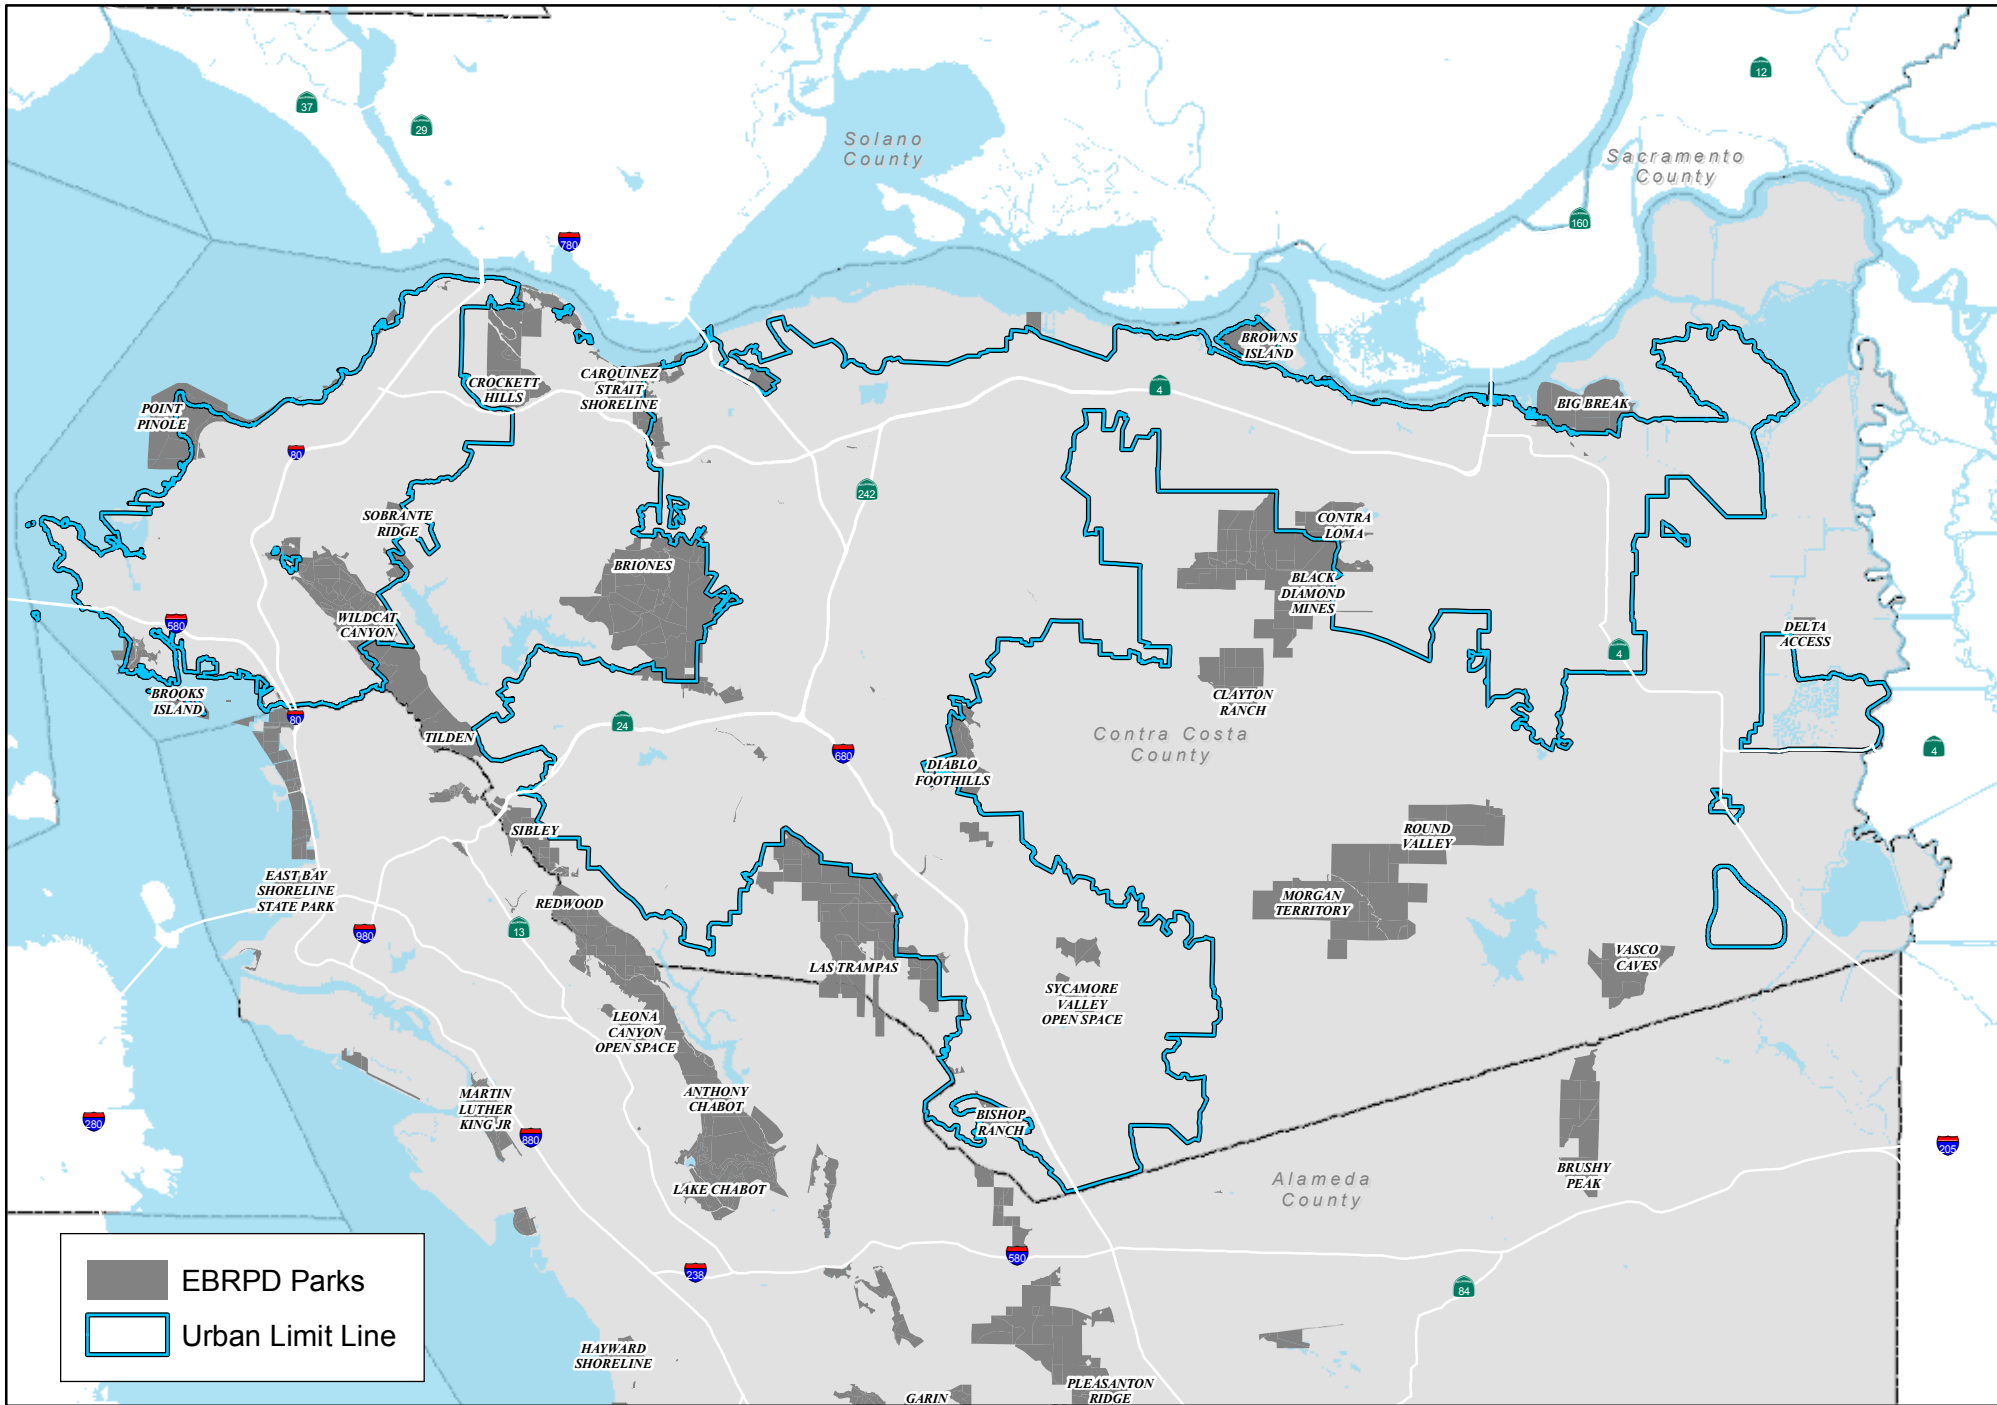 12
37
29
Solano
County
Sacramento
County
160
780
BROWNS
ISLAND
CARQUINEZ
STRAIT
SHORELINE
CROCKETT
HILLS
4
POINT
PINOLE
BIG BREAK
80
242
SOBRANTE
RIDGE
CONTRA
LOMA
BRIONES
BLACK
DIAMOND
MINES
WILDCAT
CANYON
580
DELTA
ACCESS
4
BROOKS
ISLAND
CLAYTON
RANCH
80
24
TILDEN
Contra Costa
County
4
680
DIABLO
FOOTHILLS
SIBLEY
ROUND
VALLEY
EAST BAY
SHORELINE
STATE PARK
REDWOOD
MORGAN
TERRITORY
13
980
VASCO
CAVES
LAS TRAMPAS
SYCAMORE
VALLEY
OPEN SPACE
LEONA
CANYON
OPEN SPACE
MARTIN
LUTHER
KING JR
ANTHONY
CHABOT
280
BISHOP
RANCH
880
205
BRUSHY
PEAK
LAKE CHABOT
Alameda
County
580
238
84
EBRPD Parks
Urban Limit Line
HAYWARD
SHORELINE
PLEASANTON
RIDGE
GARIN